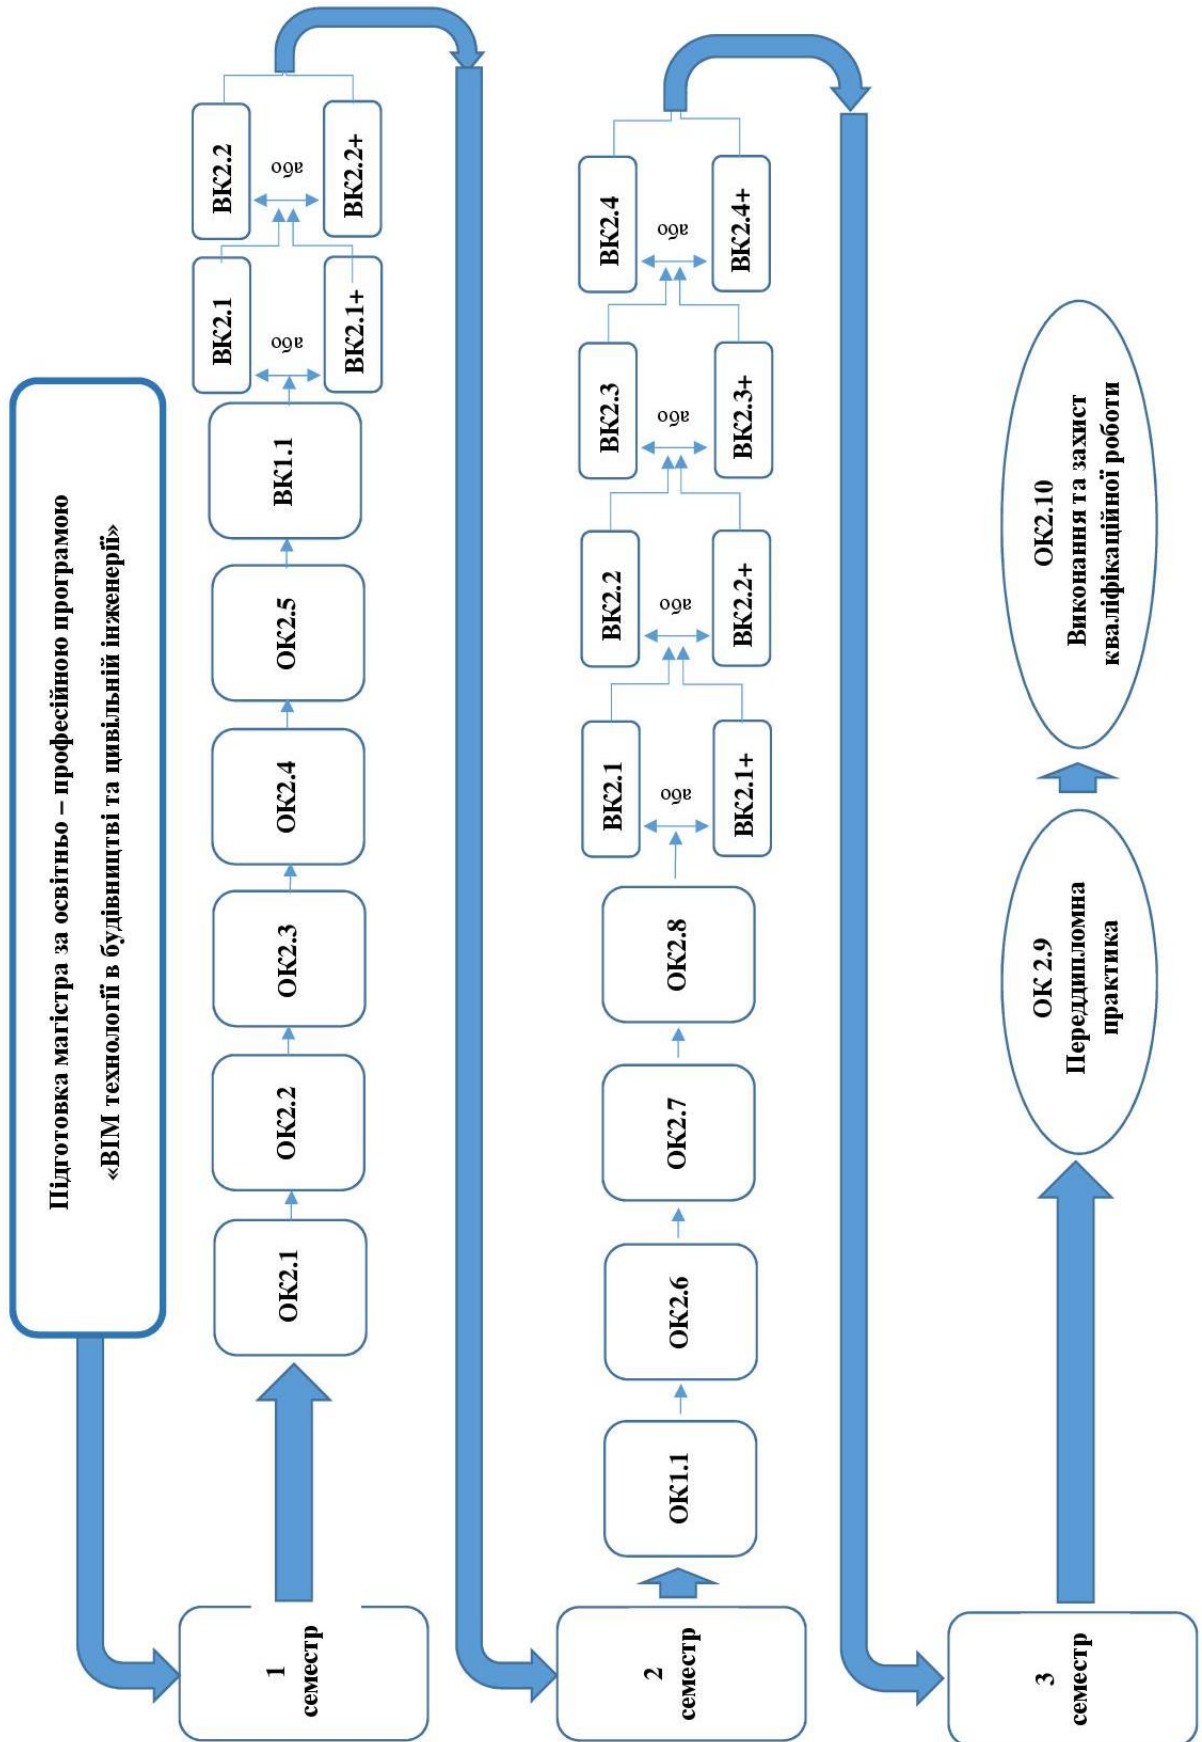 Підготовка магістра за освітньо – професійною програмою
«ВІМ технології в будівництві та цивільній інженерії»
1
семестр
ОК2.1
ОК2.2
ОК2.3
ОК2.4
ОК2.5
ВК1.1
ВК2.1
або
ВК2.1+
ВК2.2
або
ВК2.2+
2
семестр
ОК1.1
ОК2.6
ОК2.7
ОК2.8
ВК2.1
або
ВК2.1+
ВК2.2
або
ВК2.2+
ВК2.3
або
ВК2.3+
ВК2.4
або
ВК2.4+
3
семестр
ОК 2.9
Переддипломна
практика
ОК2.10
Виконання та захист
кваліфікаційної роботи